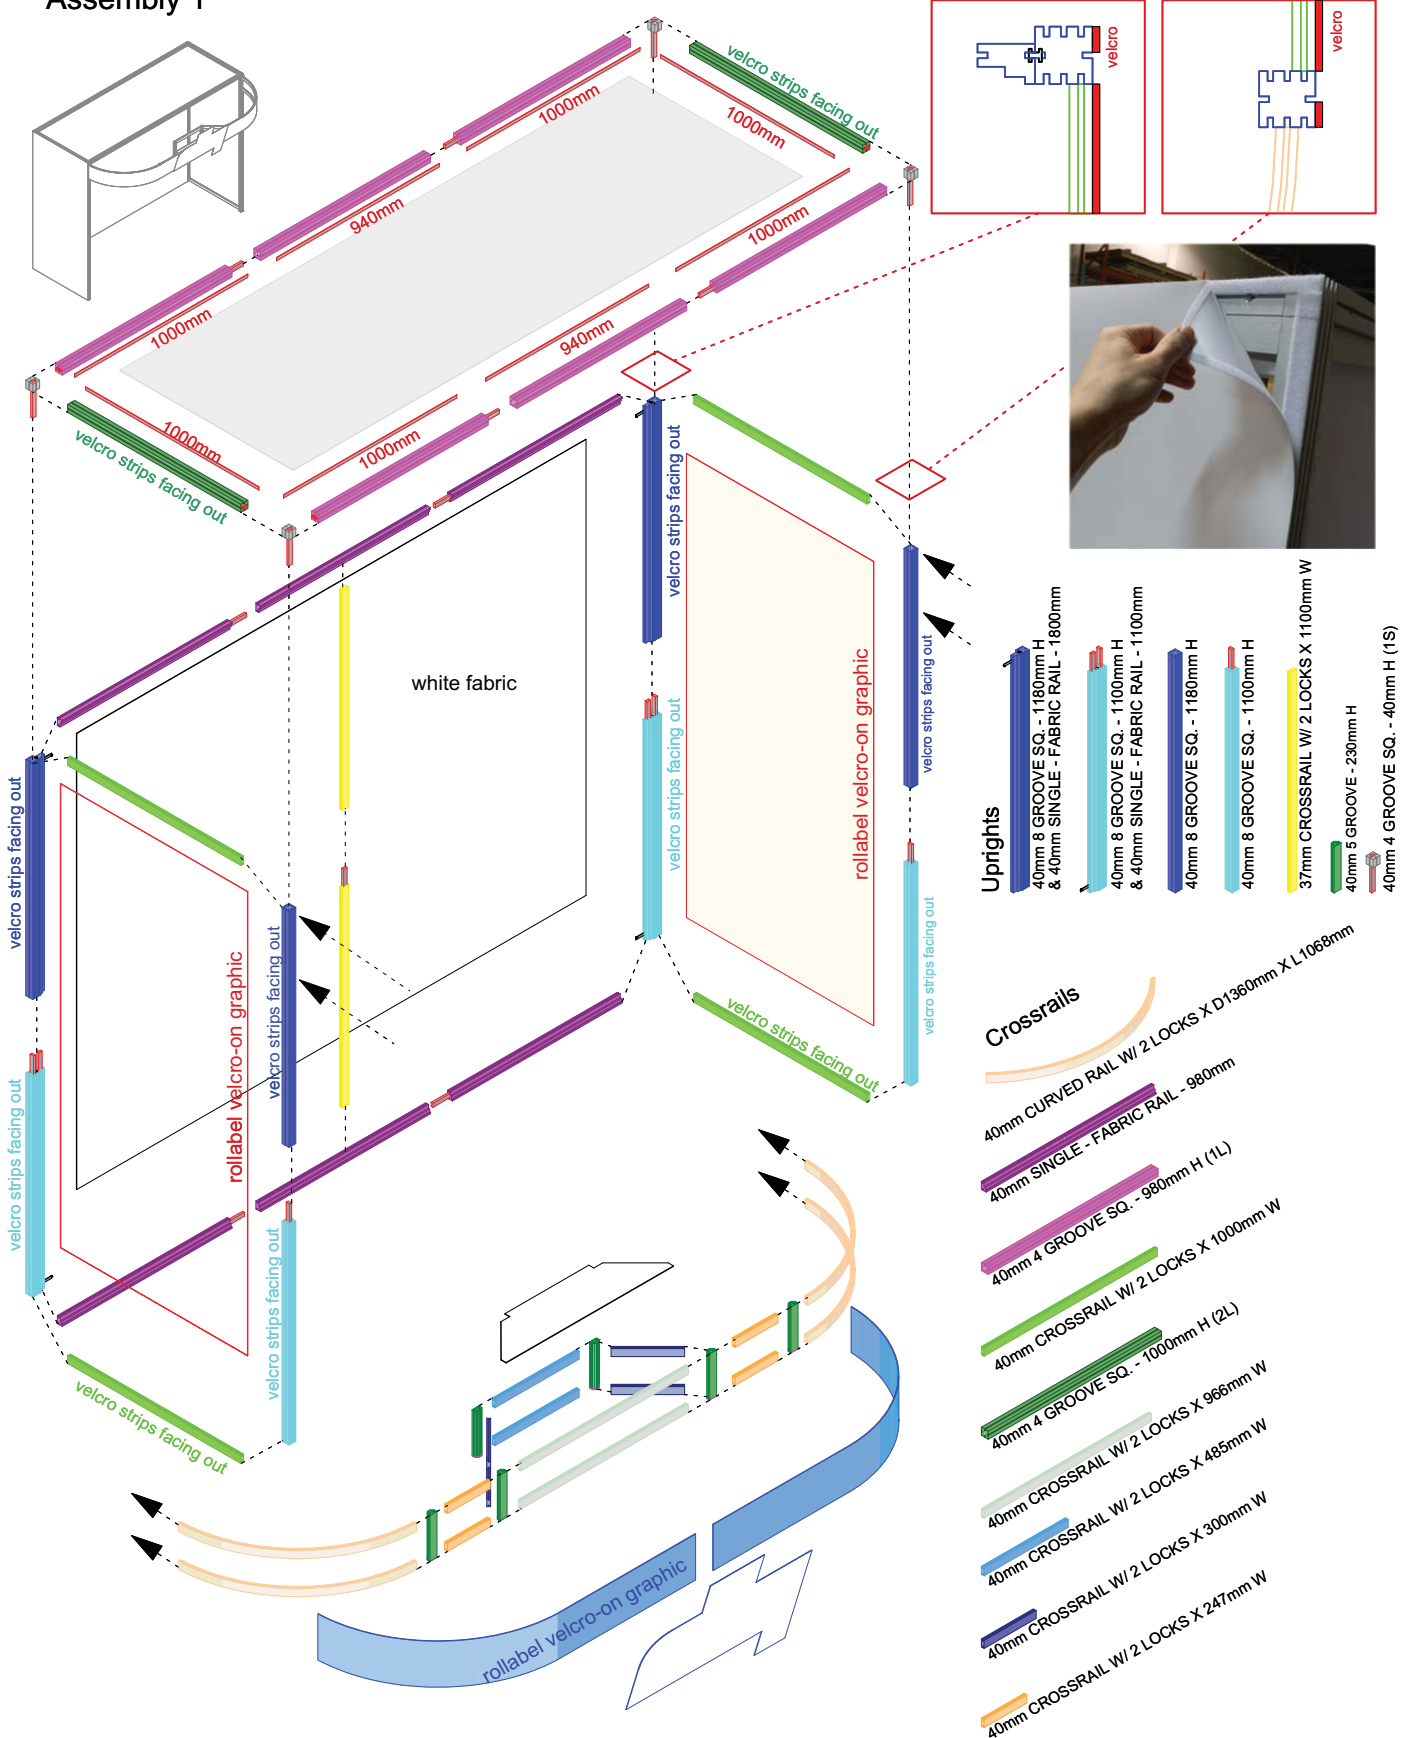 Assembly 1
velcro strips facing out
1000mm
1000mm
940mm
1000mm
1000mm
940mm
1000mm
1000mm
velcro strips facing out
velcro
velcro
white fabric
velcro strips facing out
velcro strips facing out
rollabel velcro-on graphic
velcro strips facing out
velcro strips facing out
velcro strips facing out
velcro strips facing out
velcro strips facing out
rollabel velcro-on graphic
velcro strips facing out
velcro strips facing out
velcro strips facing out
rollabel velcro-on graphic
Uprights
40mm 8 GROOVE SQ. - 1180mm H
& 40mm SINGLE - FABRIC RAIL - 1800mm
40mm 8 GROOVE SQ. - 1100mm H
& 40mm SINGLE - FABRIC RAIL - 1100mm
40mm 8 GROOVE SQ. - 1180mm H
40mm 8 GROOVE SQ. - 1100mm H
37mm CROSSRAIL W/ 2 LOCKS X 1100mm W
40mm 5 GROOVE - 230mm H
40mm 4 GROOVE SQ. - 40mm H (1S)
Crossrails
40mm CURVED RAIL W/ 2 LOCKS X D1360mm X L1068mm
40mm SINGLE - FABRIC RAIL - 980mm
40mm 4 GROOVE SQ. - 980mm H (1L)
40mm CROSSRAIL W/ 2 LOCKS X 1000mm W
40mm 4 GROOVE SQ. - 1000mm H (2L)
40mm CROSSRAIL W/ 2 LOCKS X 966mm W
40mm CROSSRAIL W/ 2 LOCKS X 485mm W
40mm CROSSRAIL W/ 2 LOCKS X 300mm W
40mm CROSSRAIL W/ 2 LOCKS X 247mm W